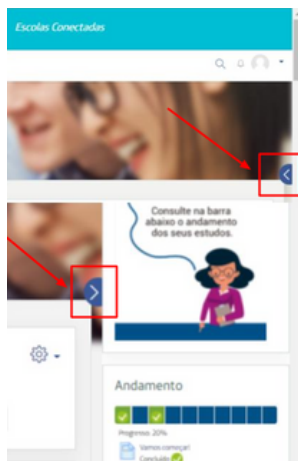 Escolas Conectadas
Consulte na barra
abaixo o andamento
dos seus estudos.
Andamento
Progresso: 20%
Vamos começar!
Concluído